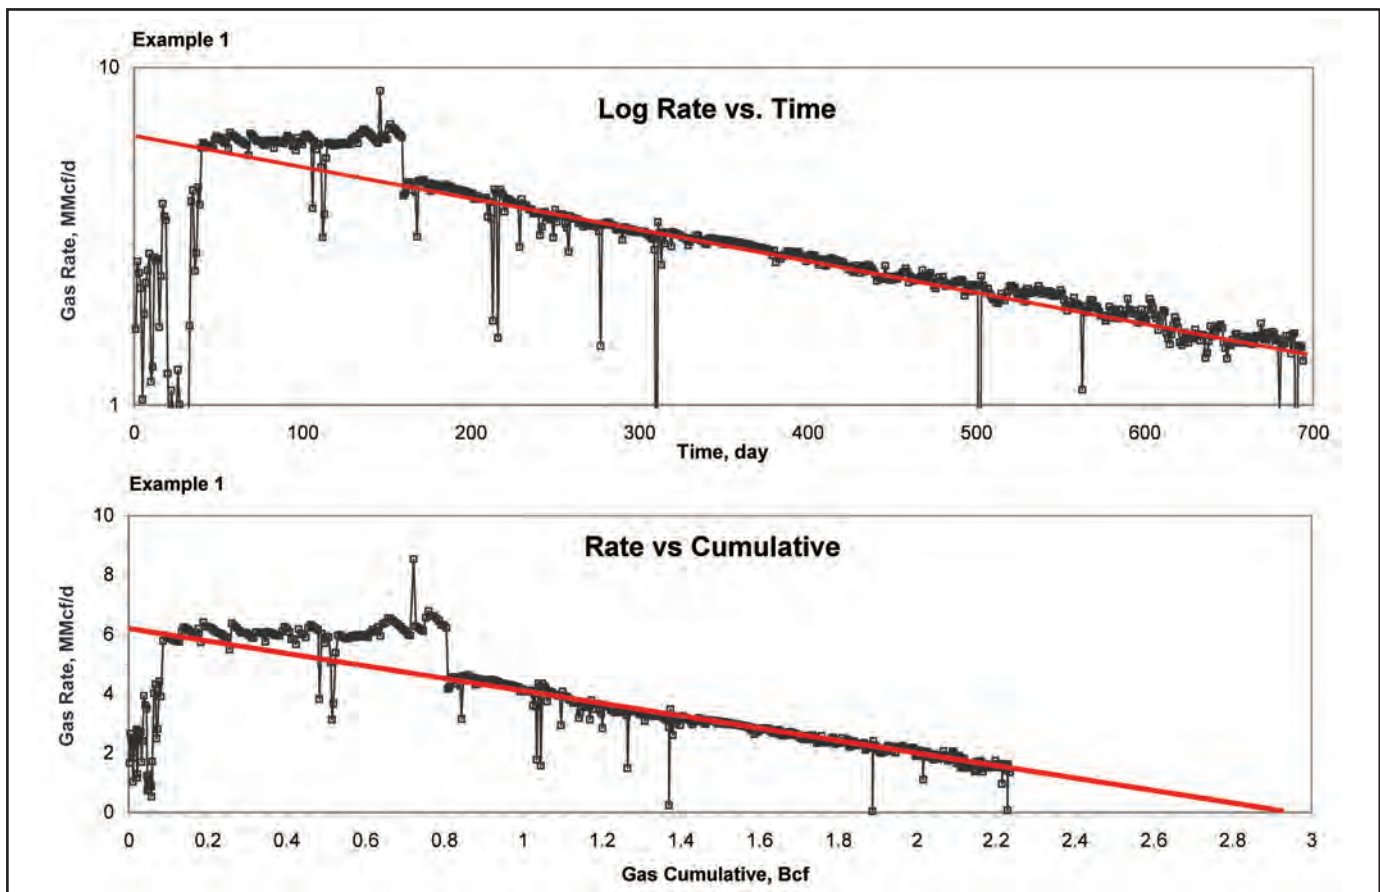 Example 1
Log Rate vs. Time
Gas Rate, MMcf/d
10
1
0 100 200 300 400 500 600 700
Time, day
Example 1
Rate vs Cumulative
Gas Rate, MMcf/d
10
8
6
4
2
0
0 0.2 0.4 0.6 0.8 1 1.2 1.4 1.6 1.8 2 2.2 2.4 2.6 2.8 3
Gas Cumulative, Bcf